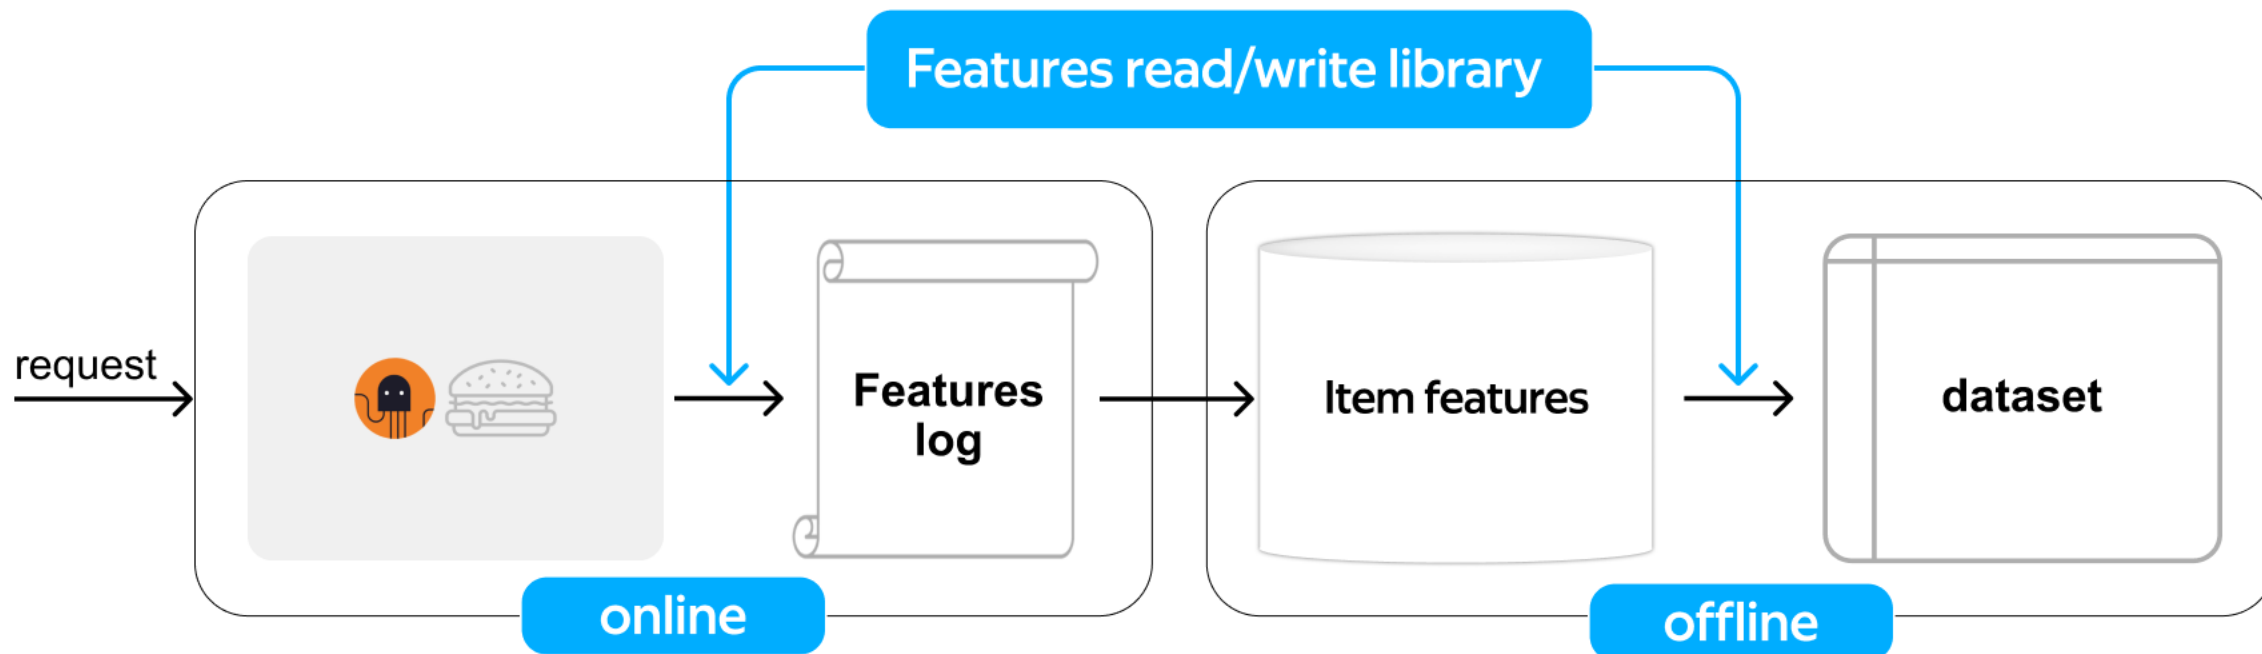 Features read/write library
request
Features
log
Item features
dataset
online
offline